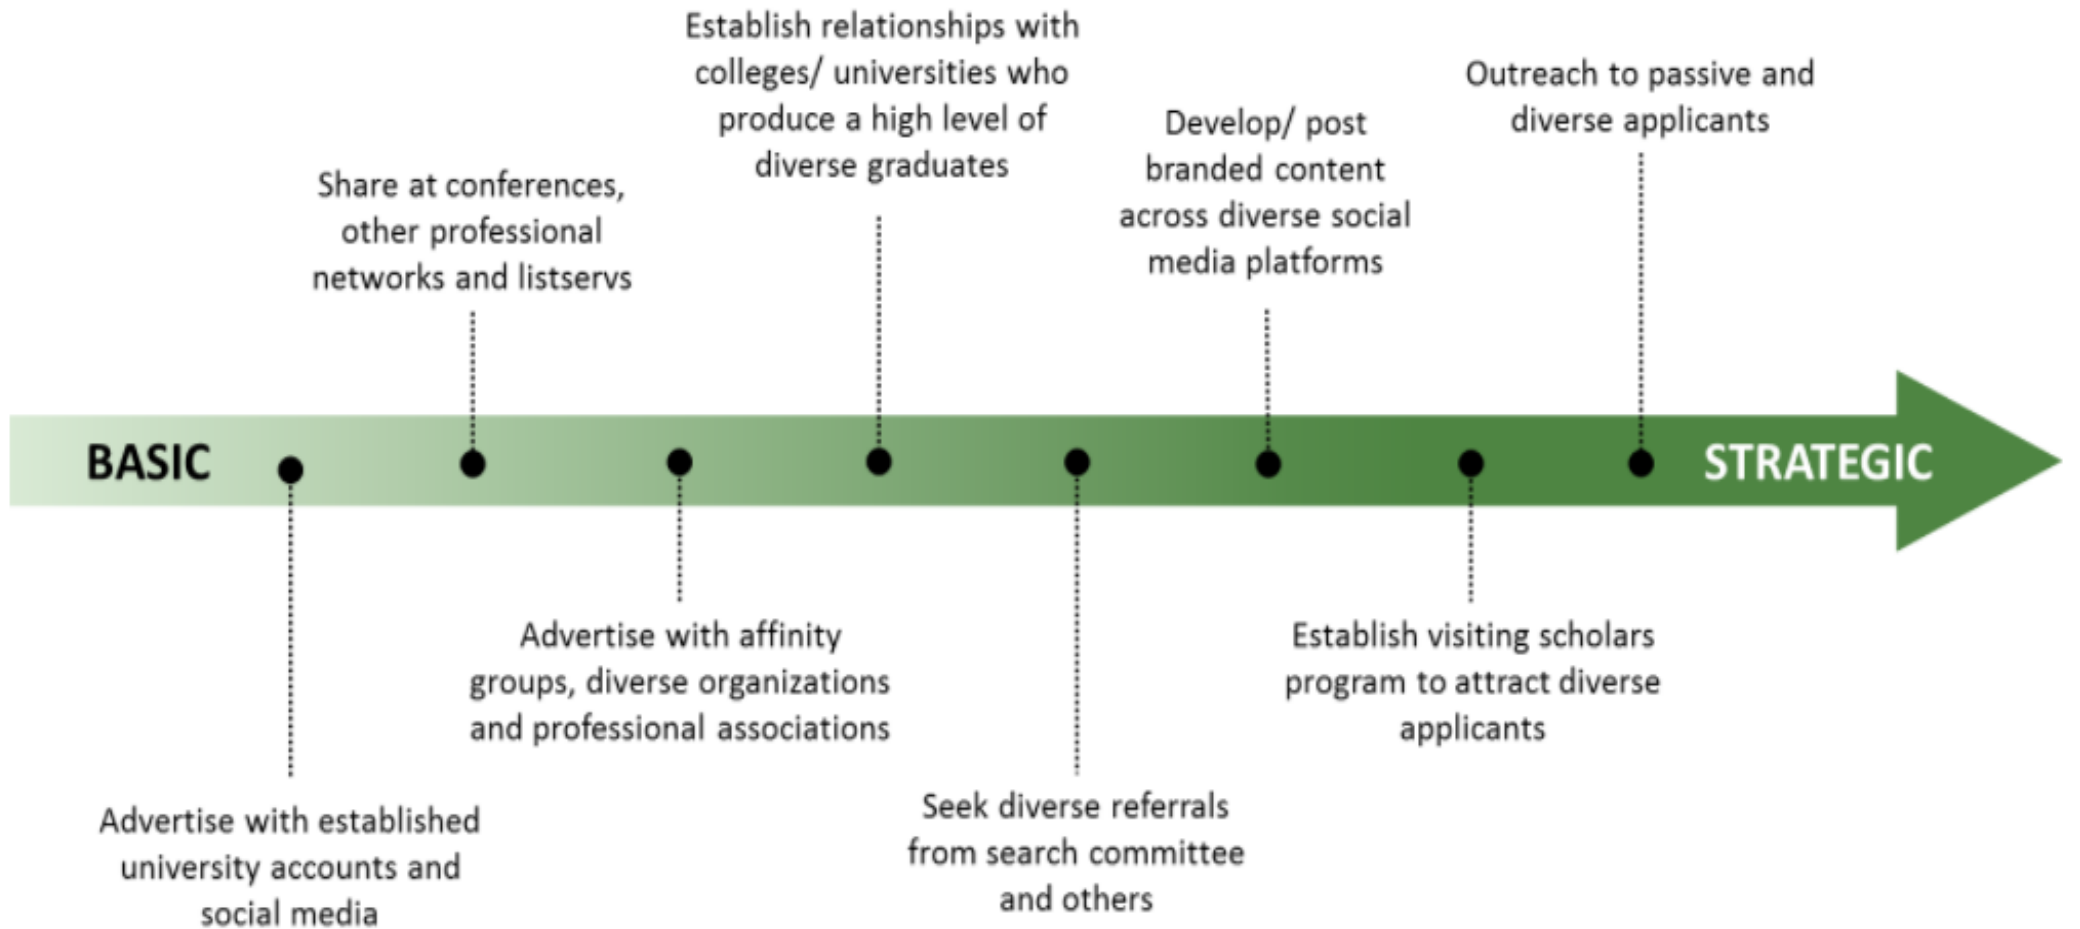 BASIC
Advertise with established
university accounts and
social media
Share at conferences,
other professional
networks and listservs
Advertise with affinity
groups, diverse organizations
and professional associations
Establish relationships with
colleges/ universities who
produce a high level of
diverse graduates
Seek diverse referrals
from search committee
and others
Develop/ post
branded content
across diverse social
media platforms
Establish visiting scholars
program to attract diverse
applicants
Outreach to passive and
diverse applicants
STRATEGIC